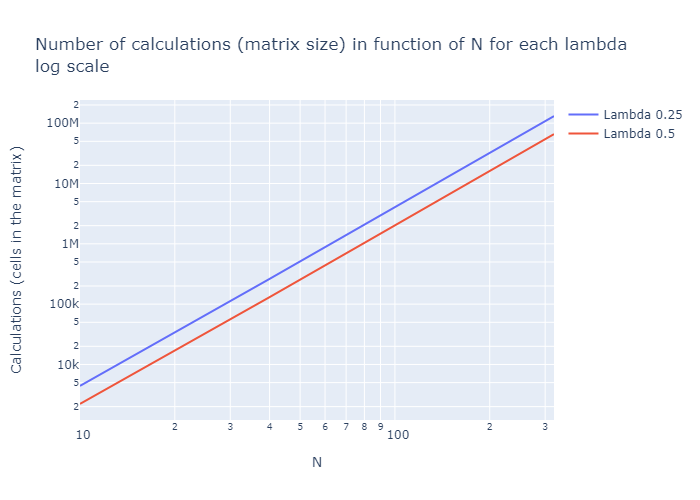 Number of calculations (matrix size) in function of N for each lambda
log scale
Calculations (cells in the matrix)
2
100M
5
2
10M
5
2
1M
5
2
100k
5
2
10k
5
2
10
2
3
4
5
6
7
8
9
100
2
3
N
Lambda 0.25
Lambda 0.5